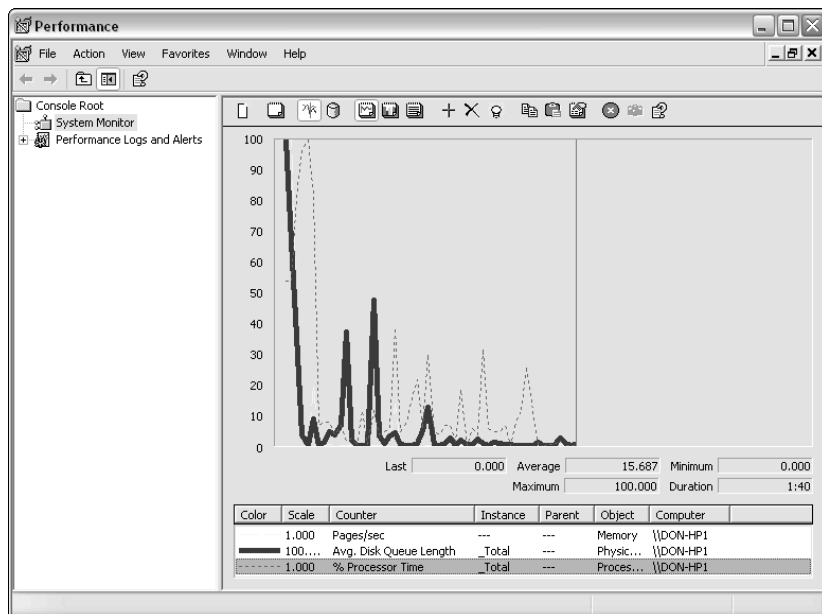 Performance
File Action View Favorites Window Help
Console Root
System Monitor
Performance Logs and Alerts
100
90
80
70
60
50
40
30
20
10
0
Last 0.000 Average 15.687 Minimum 0.000
Maximum 100.000 Duration 1:40
Color Scale Counter Instance Parent Object Computer
1.000 Pages/sec --- --- Memory \\DON-HP1
100.... Avg. Disk Queue Length _Total --- Physic... \\DON-HP1
1.000 % Processor Time _Total --- Proces... \\DON-HP1